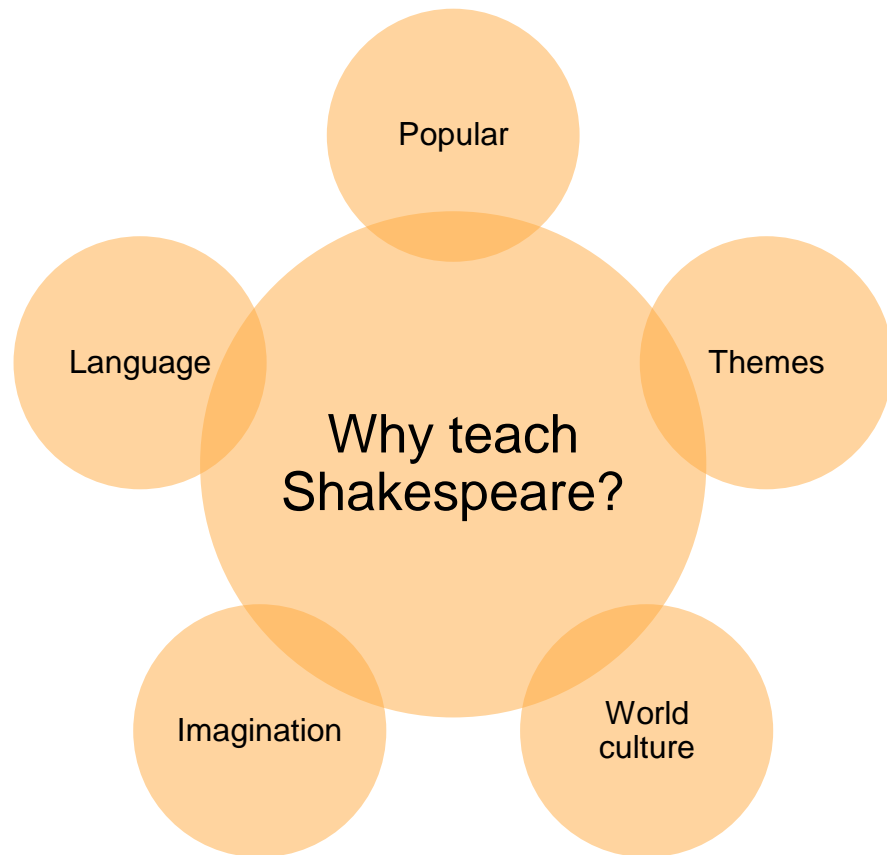 Popular
Language
Themes
Why teach
Shakespeare?
Imagination
World
culture